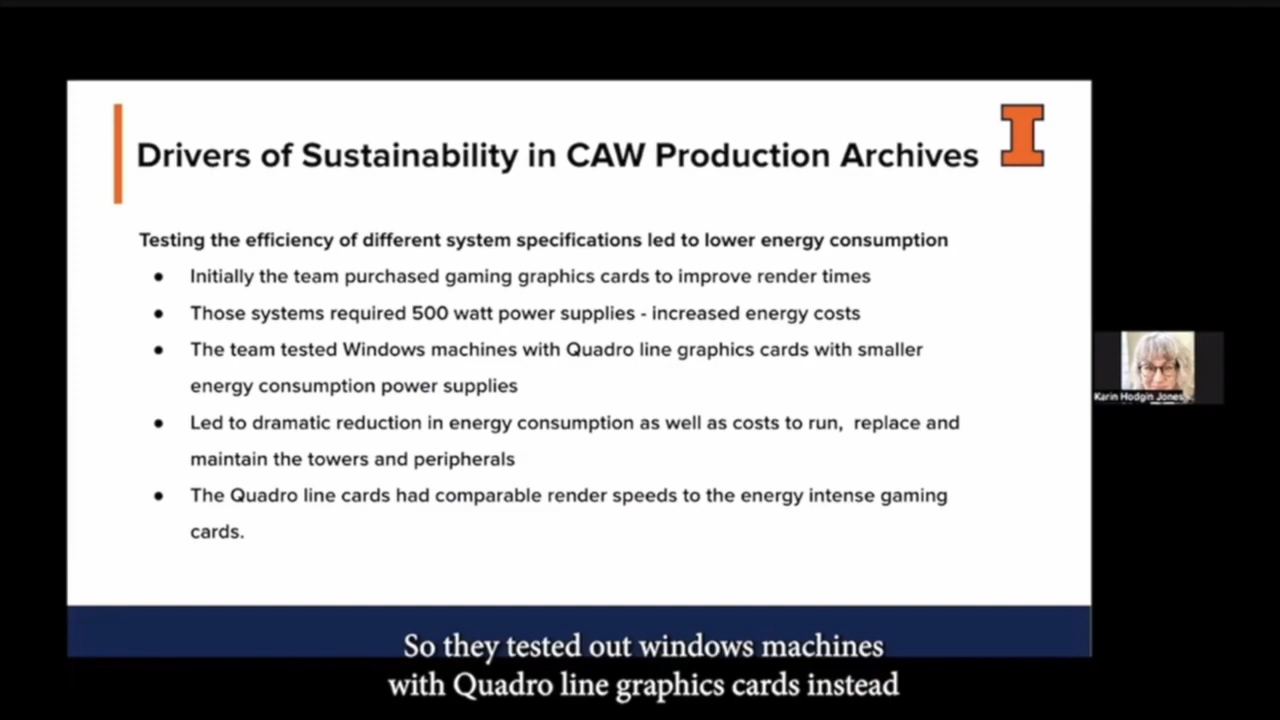 Drivers of Sustainability in CAW Production Archives
Testing the efficiency of different system specifications led to lower energy consumption
● Initially the team purchased gaming graphics cards to improve render times
● Those systems required 500 watt power supplies - increased energy costs
● The team tested Windows machines with Quadro line graphics cards with smaller
energy consumption power supplies
● Led to dramatic reduction in energy consumption as well as costs to run, replace and
maintain the towers and peripherals
● The Quadro line cards had comparable render speeds to the energy intense gaming
cards.
Karin Hodgin Jones
So they tested out windows machines
with Quadro line graphics cards instead